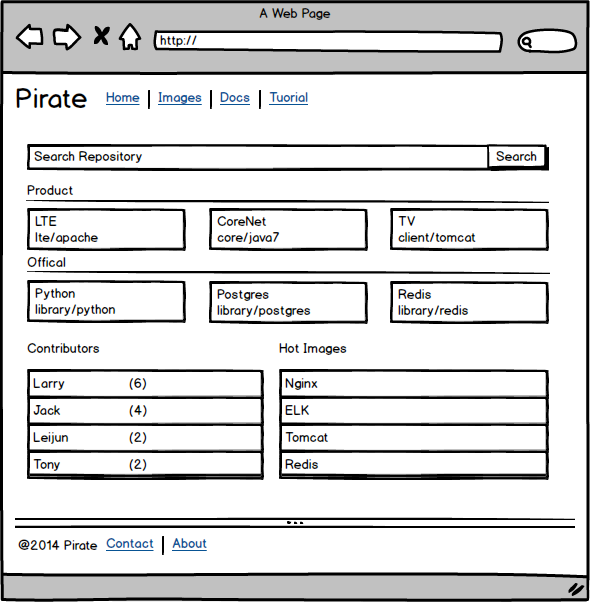 A Web Page
http://
Pirate Home Images Docs Tuorial
Search Repository Search
Product
LTE
lte/apache
CoreNet
core/java7
TV
client/tomcat
Offical
Python
library/python
Postgres
library/postgres
Redis
library/redis
Contributors
Larry (6)
Jack (4)
Leijun (2)
Tony (2)
Hot Images
Nginx
ELK
Tomcat
Redis
@2014 Pirate Contact About